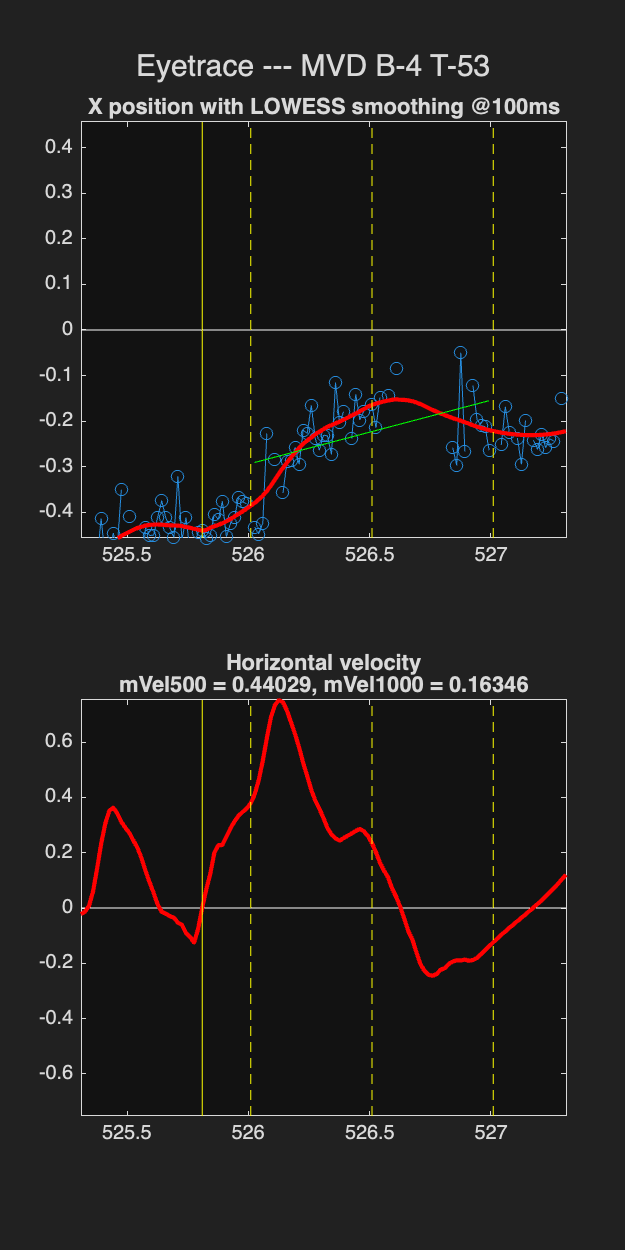 Eyetrace --- MVD B-4 T-53
X position with LOWESS smoothing @100ms
0.4
0.3
0.2
0.1
0
-0.1
-0.2
-0.3
-0.4
525.5 526 526.5 527
Horizontal velocity
mVel500 = 0.44029, mVel1000 = 0.16346
0.6
0.4
0.2
0
-0.2
-0.4
-0.6
525.5 526 526.5 527